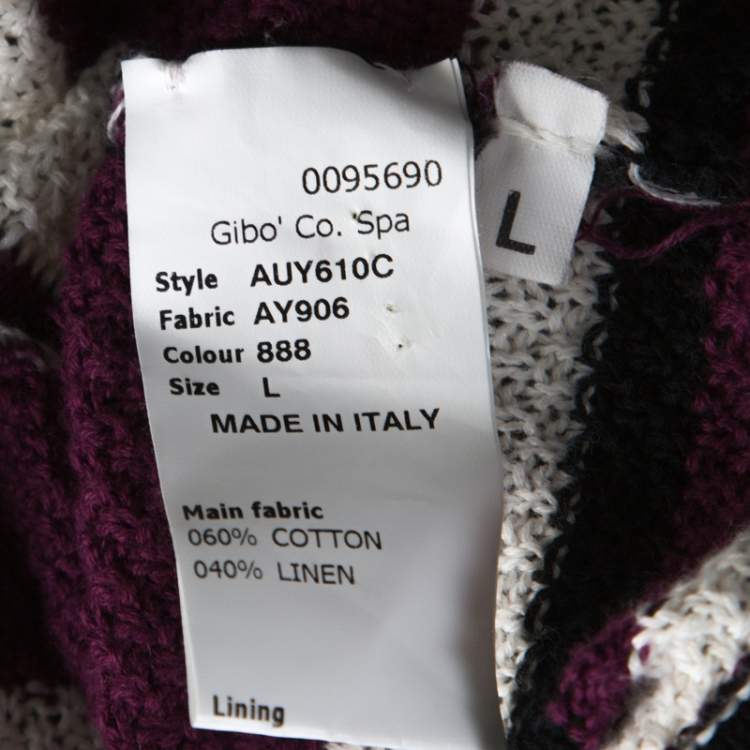 0095690
Gibo' Co. Spa
Style AUY610C
Fabric AY906
Colour 888
Size L
MADE IN ITALY
Main fabric
060% COTTON
040% LINEN
Lining
L